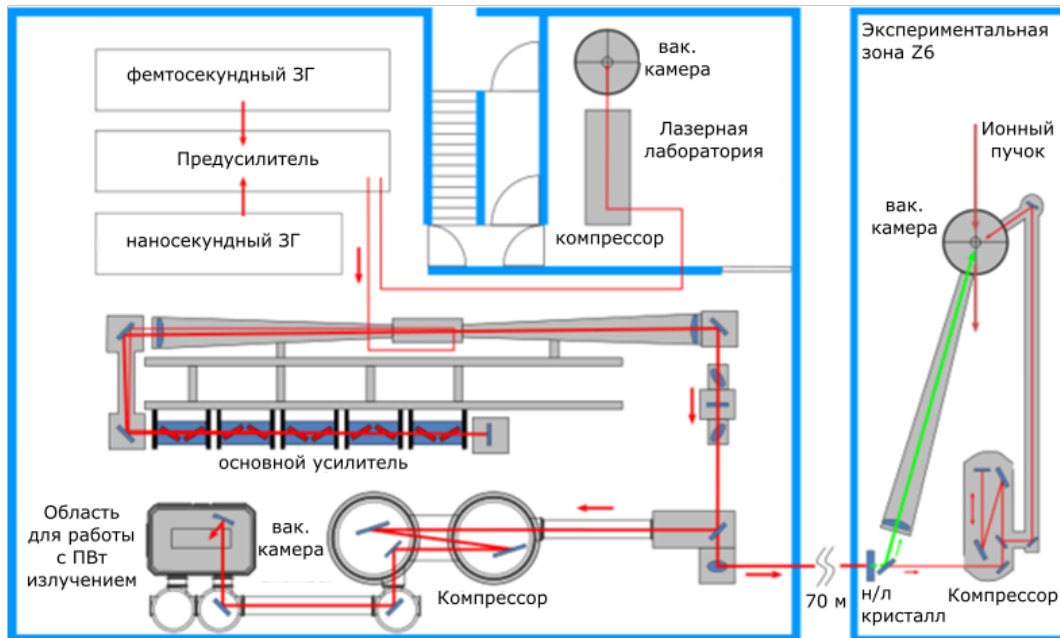 фемтосекундный ЗГ
Предусилитель
наносекундный ЗГ
вак.
камера
Лазерная
лаборатория
компрессор
основной усилитель
Область
для работы
с ПВт
излучением
вак.
камера
Компрессор
70 м
Экспериментальная
зона Z6
Ионный
пучок
вак.
камера
н/л
кристалл
Компрессор